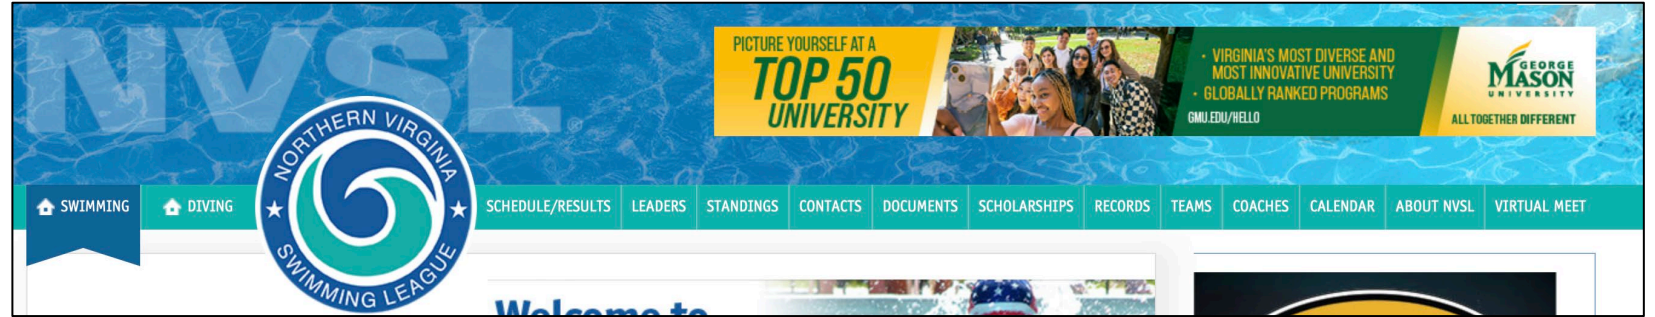 NVSL
PICTURE YOURSELF AT A
TOP 50
UNIVERSITY
• VIRGINIA'S MOST DIVERSE AND
MOST INNOVATIVE UNIVERSITY
• GLOBALLY RANKED PROGRAMS
GMU.EDU/HELLO
GEORGE
MASON
UNIVERSITY
ALL TOGETHER DIFFERENT
NORTHERN VIRGINIA
SWIMMING LEAGUE
SWIMMING DIVING SCHEDULE/RESULTS LEADERS STANDINGS CONTACTS DOCUMENTS SCHOLARSHIPS RECORDS TEAMS COACHES CALENDAR ABOUT NVSL VIRTUAL MEET
Welcome to